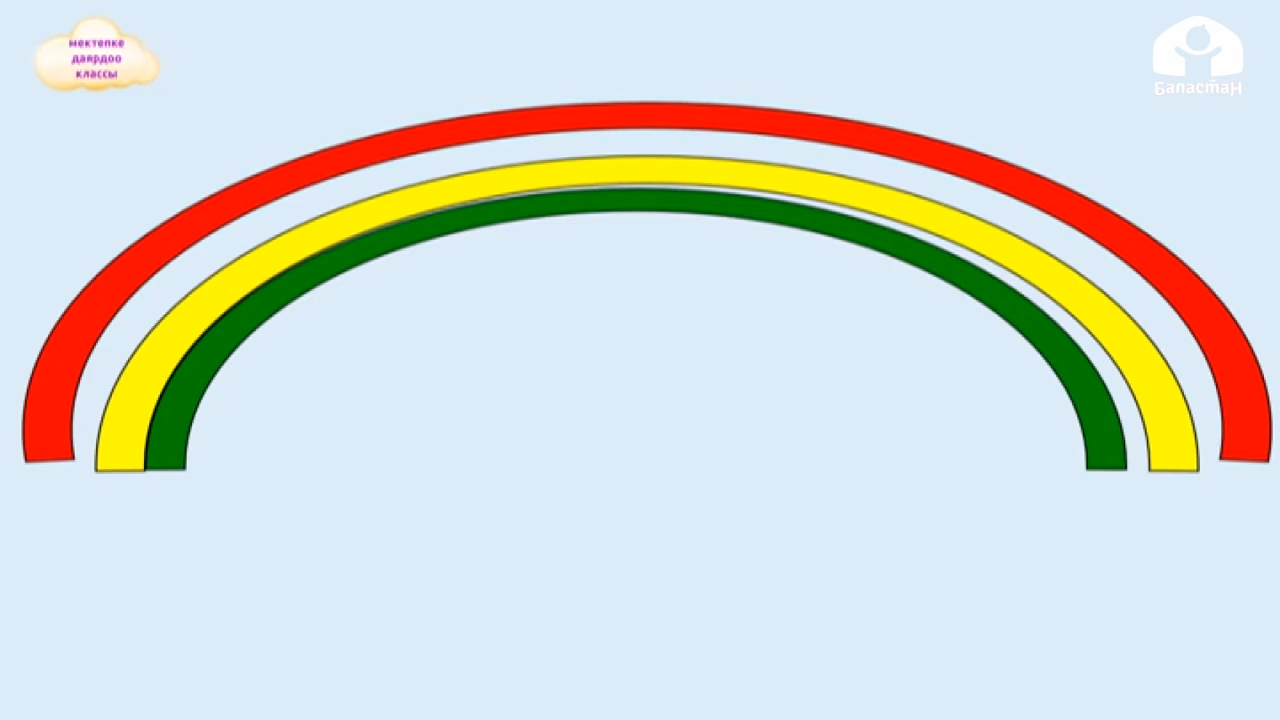 мектепке
даярдоо
классы
БаластаН